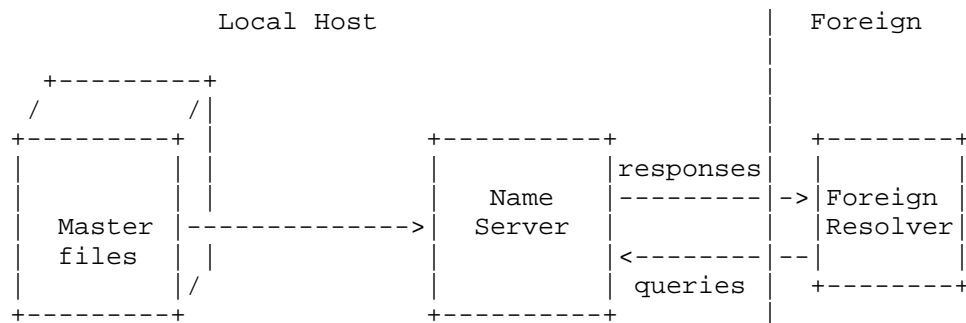 Local Host | Foreign
responses
Name
Foreign
Master
Server
Resolver
files
queries